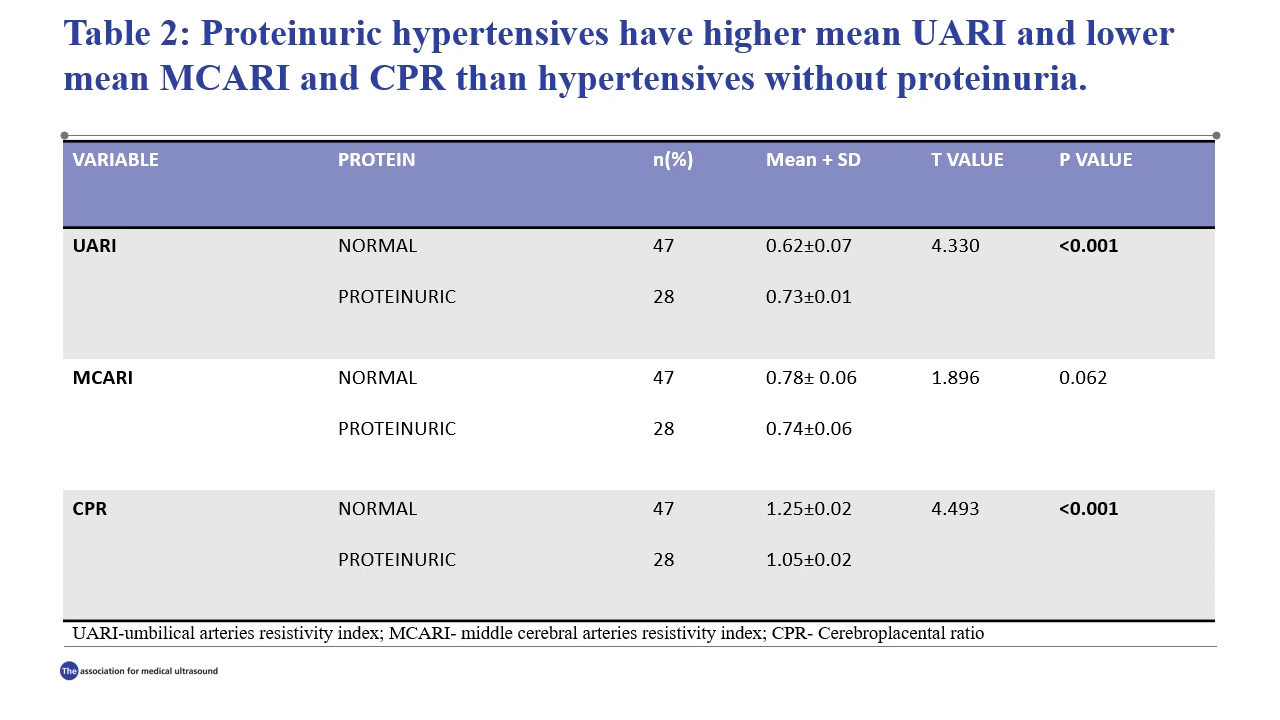 Table 2: Proteinuric hypertensives have higher mean UARI and lower
mean MCARI and CPR than hypertensives without proteinuria.
VARIABLE PROTEIN n(%) Mean + SD T VALUE P VALUE
UARI NORMAL 47 0.62±0.07 4.330 <0.001
PROTEINURIC 28 0.73±0.01
MCARI NORMAL 47 0.78± 0.06 1.896 0.062
PROTEINURIC 28 0.74±0.06
CPR NORMAL 47 1.25±0.02 4.493 <0.001
PROTEINURIC 28 1.05±0.02
UARI-umbilical arteries resistivity index; MCARI- middle cerebral arteries resistivity index; CPR- Cerebroplacental ratio
The association for medical ultrasound